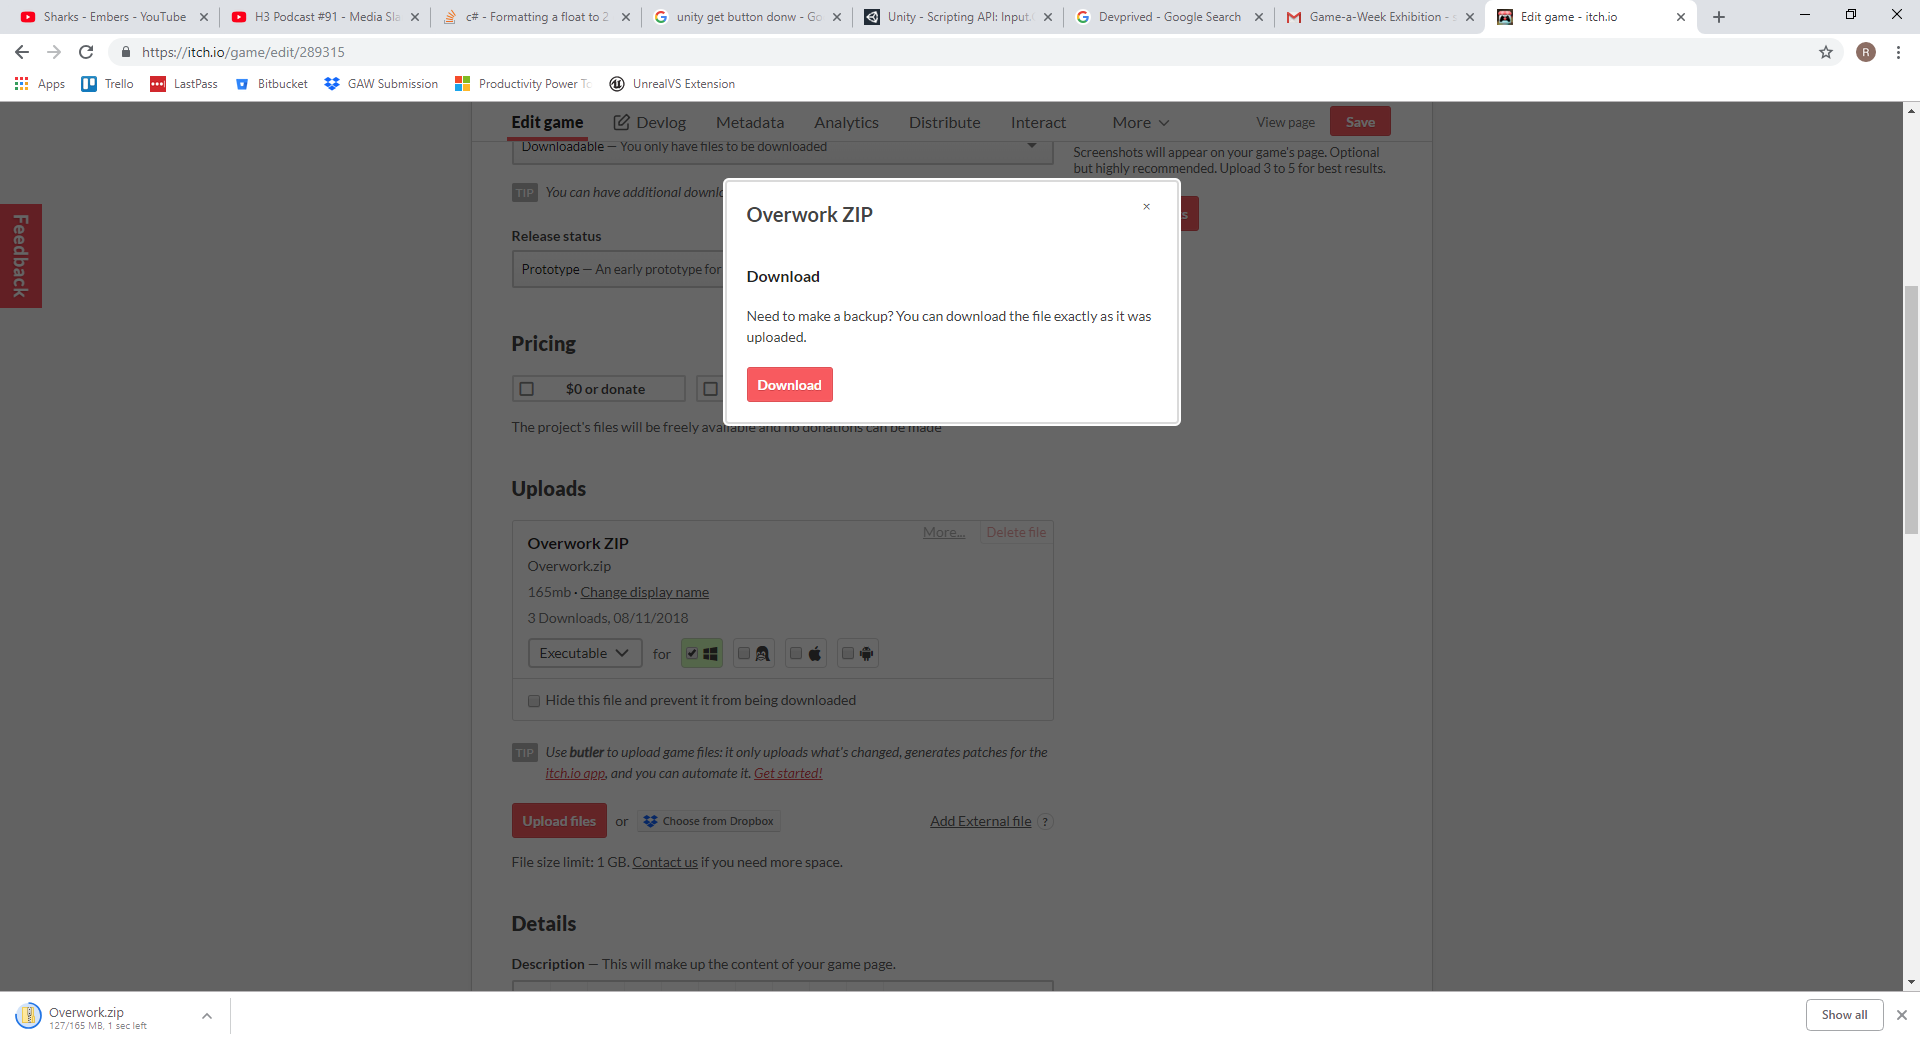 Sharks - Embers - YouTube
H3 Podcast #91 - Media Sla
c# - Formatting a float to 2
unity get button donw - Go
Unity - Scripting API: Input.
Devprived - Google Search
Game-a-Week Exhibition - s
Edit game - itch.io
https://itch.io/game/edit/289315
R
Apps
Trello
LastPass
Bitbucket
GAW Submission
Productivity Power To
UnrealVS Extension
Edit game
Devlog
Metadata
Analytics
Distribute
Interact
More
View page
Save
Downloadable — You only have files to be downloaded
Screenshots will appear on your game's page. Optional
but highly recommended. Upload 3 to 5 for best results.
TIP You can have additional downlo
s
Feedback
Release status
Prototype — An early prototype for
Overwork ZIP
×
Download
Need to make a backup? You can download the file exactly as it was
uploaded.
Download
Pricing
$0 or donate
The project's files will be freely available and no donations can be made
Uploads
Overwork ZIP
More...
Delete file
Overwork.zip
165mb · Change display name
3 Downloads, 08/11/2018
Executable
for
Hide this file and prevent it from being downloaded
TIP Use butler to upload game files: it only uploads what's changed, generates patches for the
itch.io app, and you can automate it. Get started!
Upload files
or
Choose from Dropbox
Add External file
?
File size limit: 1 GB. Contact us if you need more space.
Details
Description — This will make up the content of your game page.
Overwork.zip
127/165 MB, 1 sec left
Show all